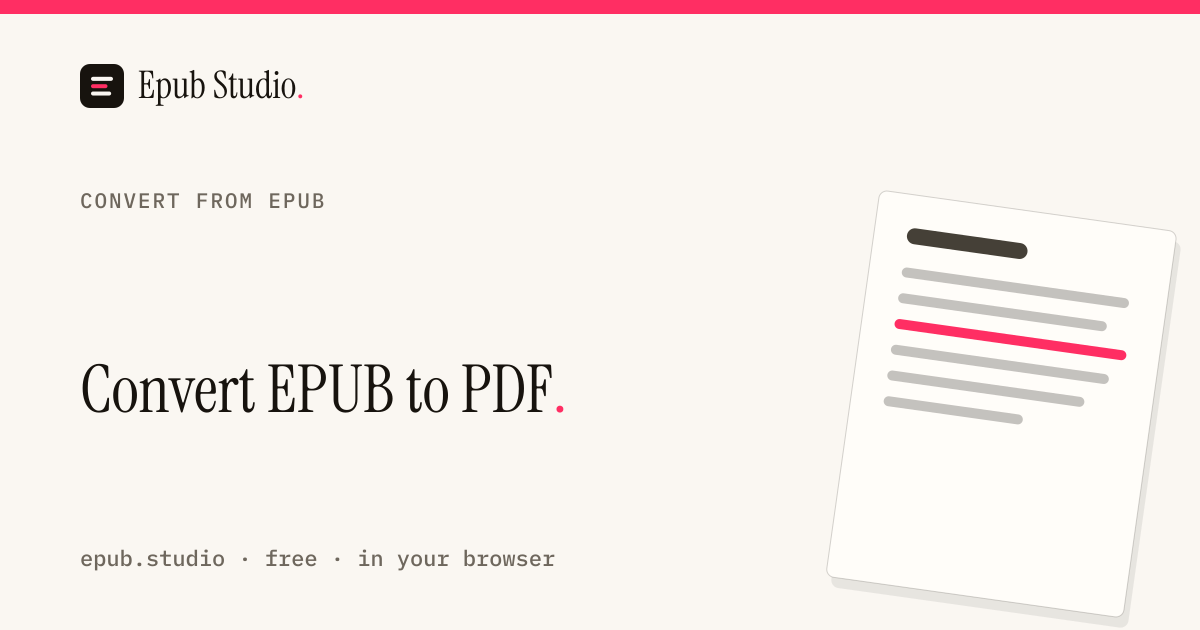 Epub Studio.
CONVERT FROM EPUB
Convert EPUB to PDF.
epub.studio · free · in your browser